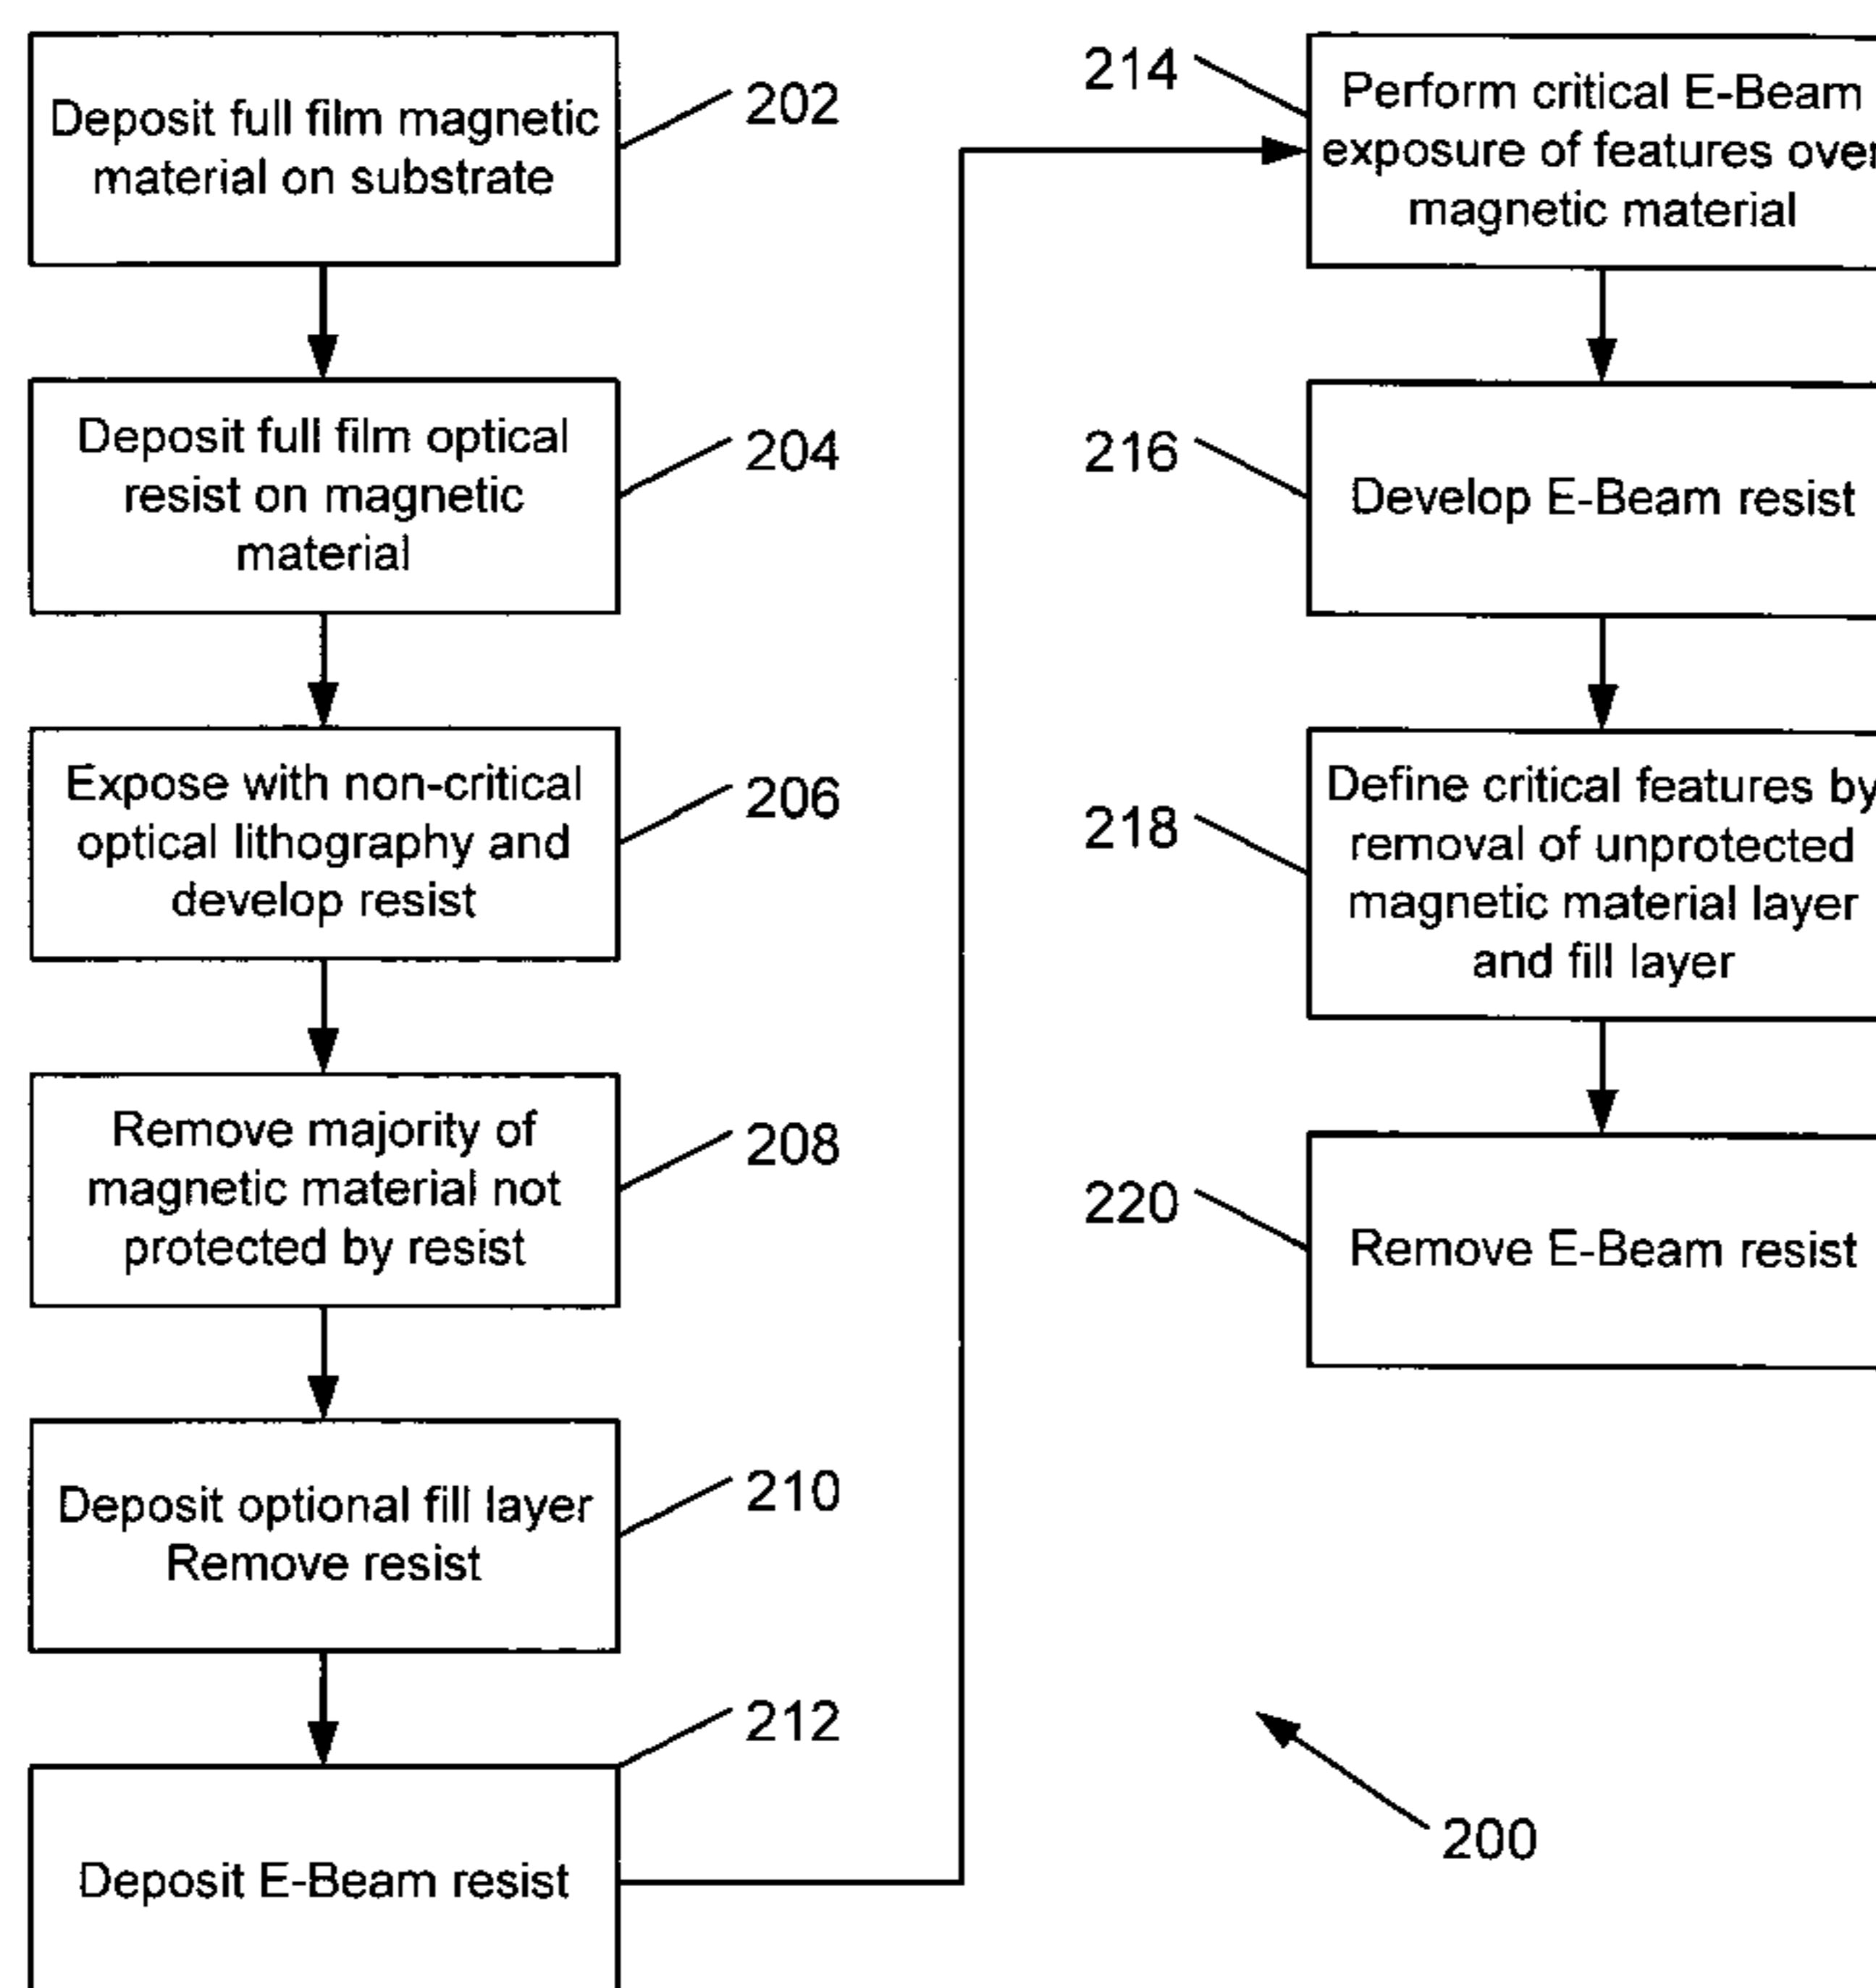 Deposit full film magnetic
material on substrate
202
Deposit full film optical
resist on magnetic
material
204
Expose with non-critical
optical lithography and
develop resist
206
Remove majority of
magnetic material not
protected by resist
208
Deposit optional fill layer
Remove resist
210
Deposit E-Beam resist
212
214
Perform critical E-Beam
exposure of features over
magnetic material
216
Develop E-Beam resist
218
Define critical features by
removal of unprotected
magnetic material layer
and fill layer
220
Remove E-Beam resist
200